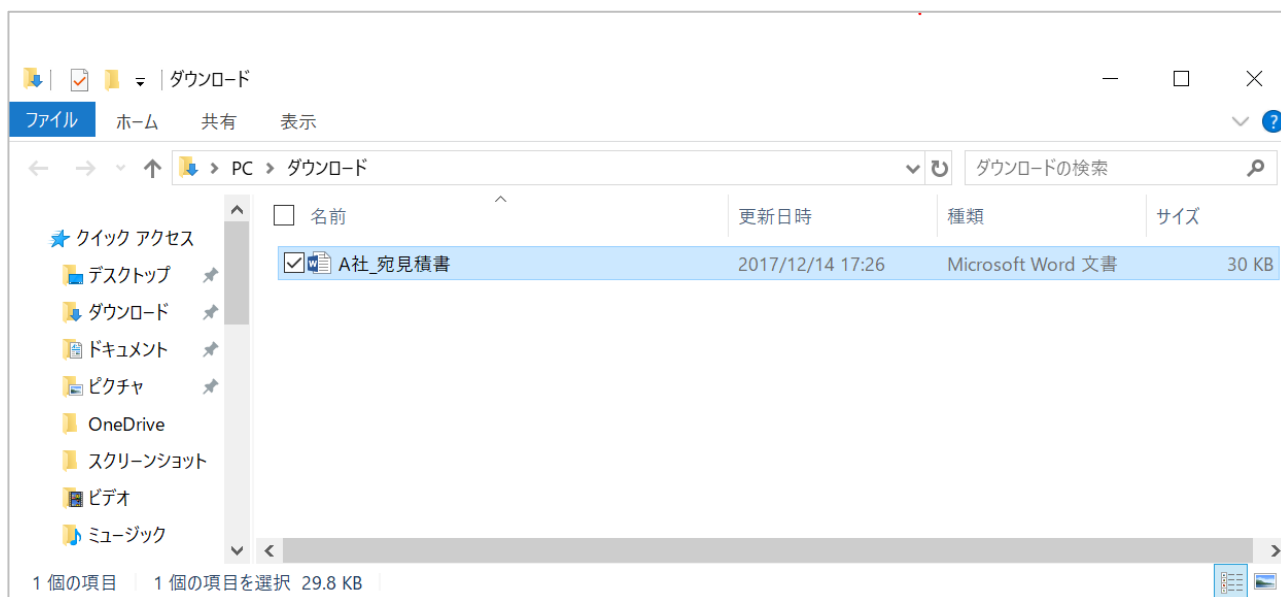 ダウンロード
ファイル ホーム 共有 表示
PC ダウンロード ダウンロードの検索
名前 更新日時 種類 サイズ
A社_宛見積書 2017/12/14 17:26 Microsoft Word 文書 30 KB
クイック アクセス
デスクトップ
ダウンロード
ドキュメント
ピクチャ
OneDrive
スクリーンショット
ビデオ
ミュージック
1 個の項目 1 個の項目を選択 29.8 KB